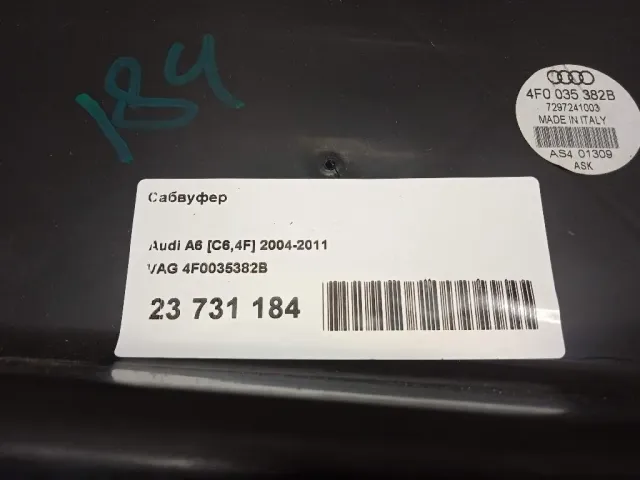 184
4F0 035 382B
7297241003
MADE IN ITALY
AS4 01309
ASK
Сабвуфер
Audi A6 [C6,4F] 2004-2011
VAG 4F0035382B
23 731 184